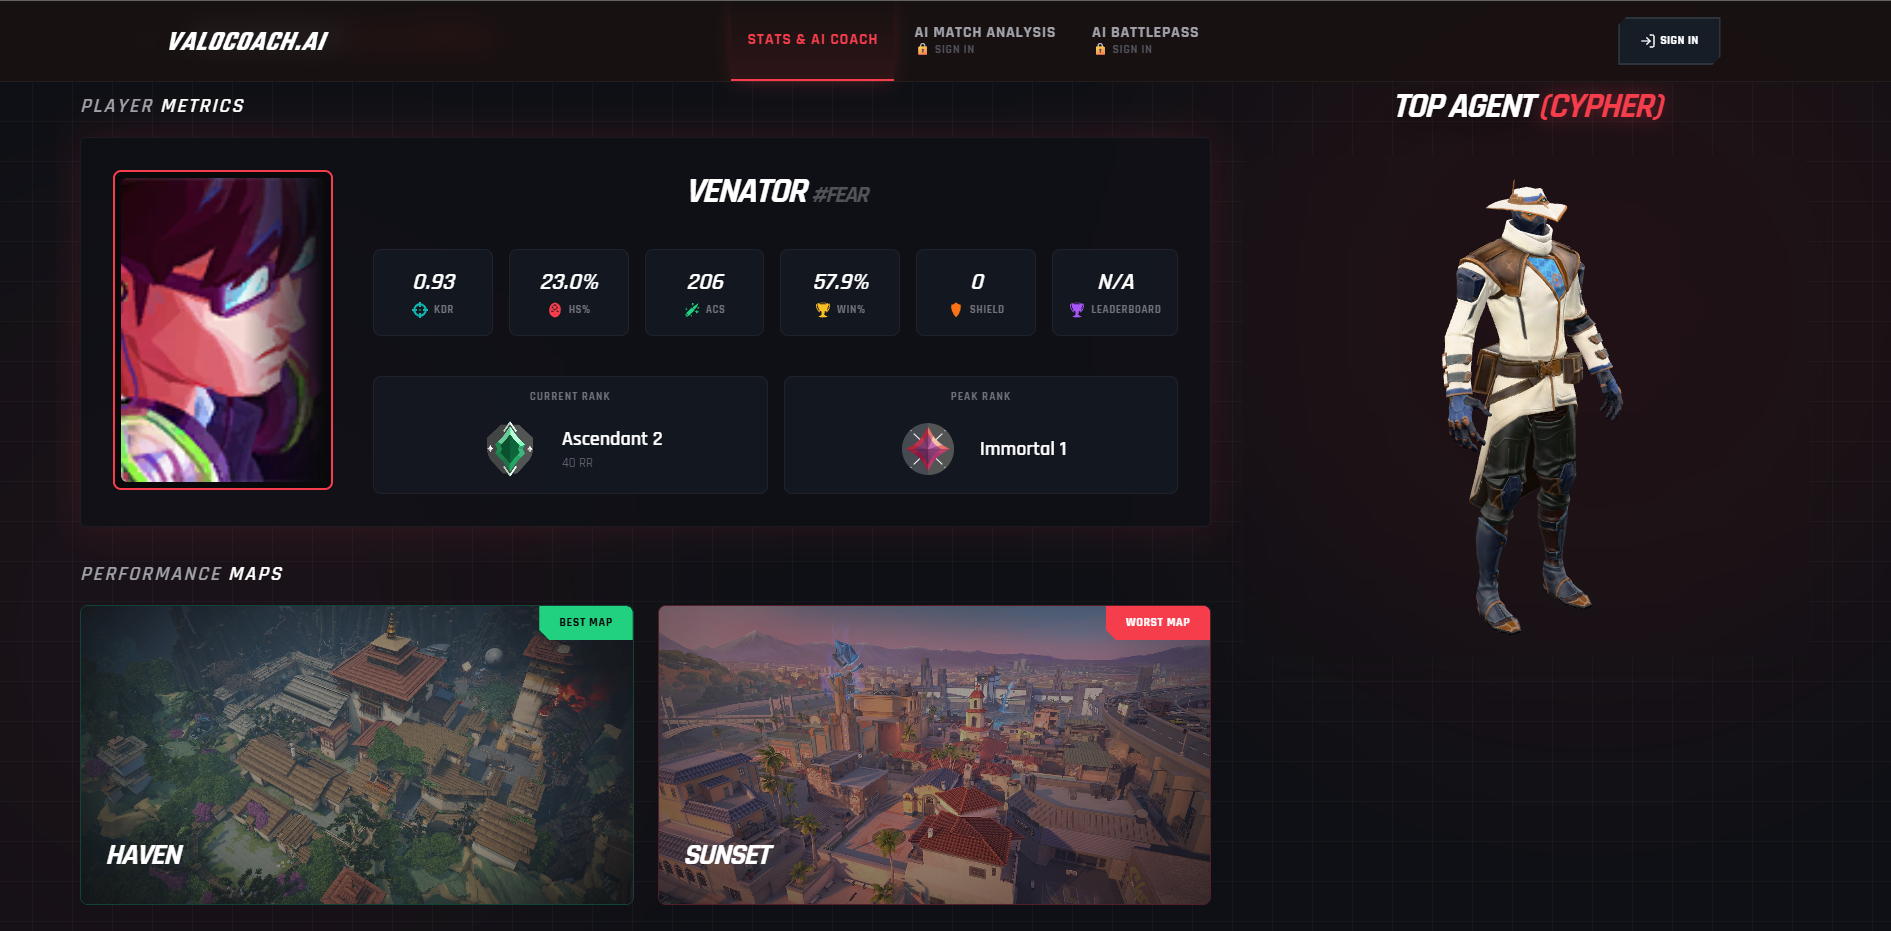 VALOCOACH.AI
STATS & AI COACH
AI MATCH ANALYSIS
SIGN IN
AI BATTLEPASS
SIGN IN
SIGN IN
PLAYER METRICS
VENATOR #FEAR
0.93
KDR
23.0%
HS%
206
ACS
57.9%
WIN%
0
SHIELD
N/A
LEADERBOARD
CURRENT RANK
Ascendant 2
40 RR
PEAK RANK
Immortal 1
TOP AGENT (CYPHER)
PERFORMANCE MAPS
BEST MAP
HAVEN
WORST MAP
SUNSET